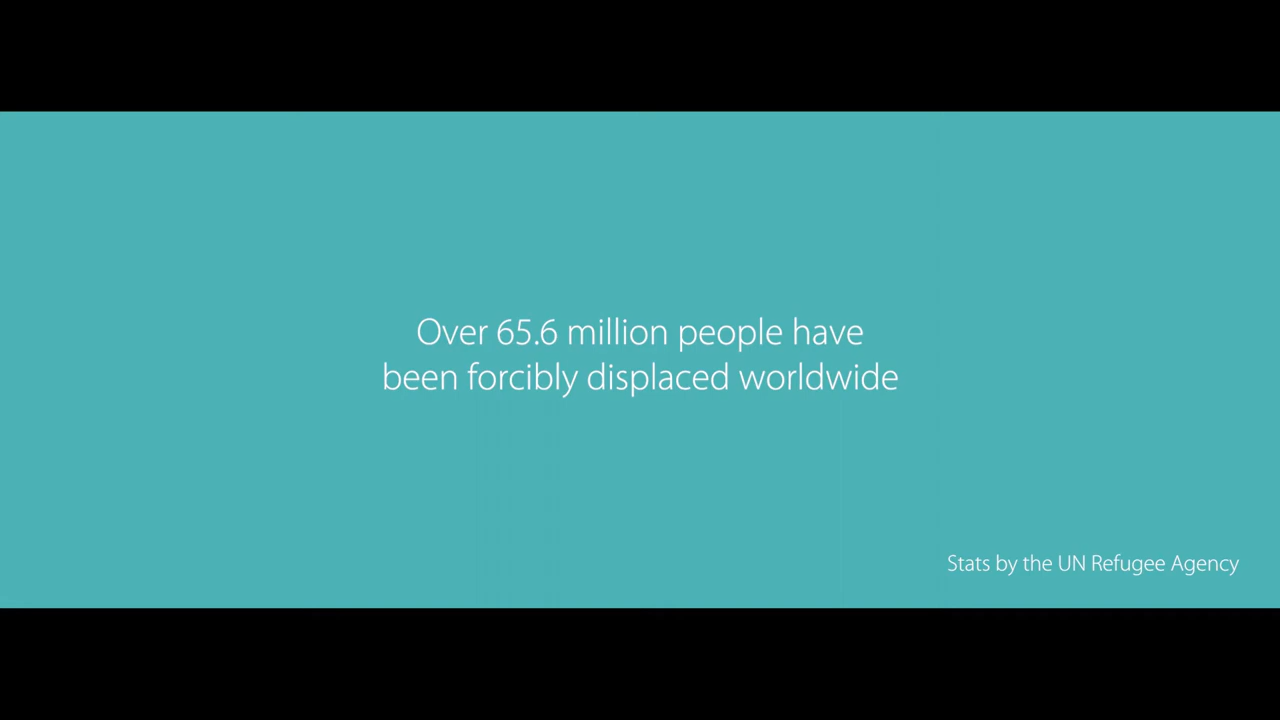 Over 65.6 million people have
been forcibly displaced worldwide
Stats by the UN Refugee Agency